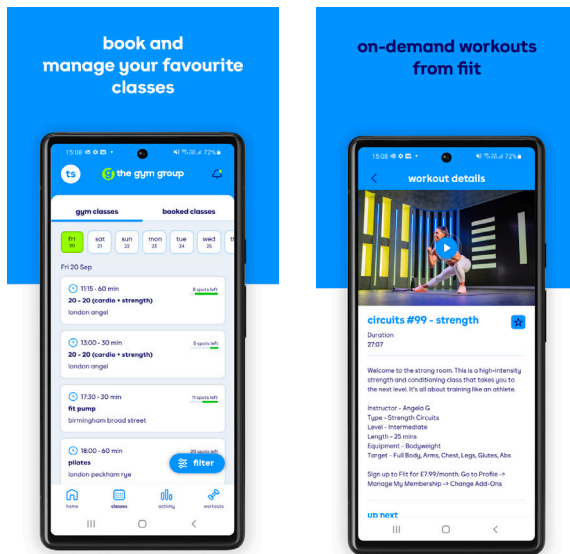 book and
manage your favourite
classes
15:08
72%
ts
the gym group
gym classes
booked classes
fri
20
sat
21
sun
22
mon
23
tue
24
wed
25
th
Fri 20 Sep
11:15 - 60 min
8 spots left
20 - 20 (cardio + strength)
london angel
13:00 - 30 min
5 spots left
20 - 20 (cardio + strength)
london angel
17:30 - 30 min
11 spots left
fit pump
birmingham broad street
18:00 - 60 min
20 spots left
pilates
london peckham rye
filter
home
classes
activity
workouts
on-demand workouts
from fiit
15:08
72%
workout details
circuits #99 - strength
Duration
27:07
Welcome to the strong room. This is a high-intensity
strength and conditioning class that takes you to
the next level. It's all about training like an athlete.
Instructor - Angela G
Type - Strength Circuits
Level - Intermediate
Length - 25 mins
Equipment - Bodyweight
Target - Full Body, Arms, Chest, Legs, Glutes, Abs
Sign up to Fiit for £7.99/month. Go to Profile ->
Manage My Membership -> Change Add-Ons
up next